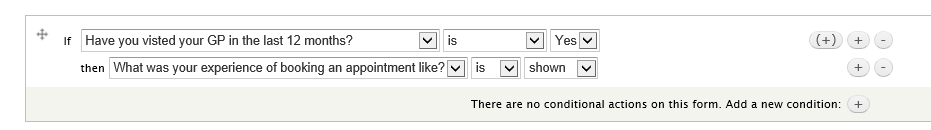 If Have you visted your GP in the last 12 months? is Yes (+) + -
then What was your experience of booking an appointment like? is shown + -
There are no conditional actions on this form. Add a new condition: +